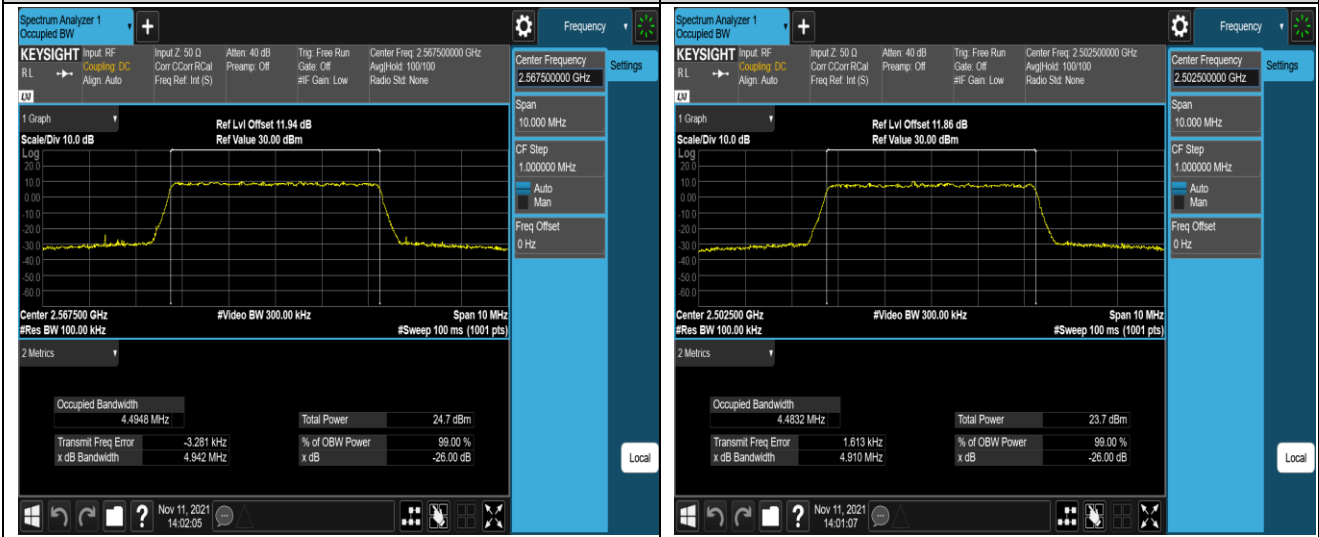 Spectrum Analyzer 1
Occupied BW
+
Frequency
KEYSIGHT Input: RF Input Z: 50 Ω Atten: 40 dB Trig: Free Run Center Freq: 2.567500000 GHz
RL Coupling: DC Corr CCorr RCal Preamp: Off Gate: Off Avg|Hold: 100/100
Align: Auto Freq Ref: Int (S) #IF Gain: Low Radio Std: None
LXI
Center Frequency
2.567500000 GHz
Settings
Span
10.000 MHz
CF Step
1.000000 MHz
Auto
Man
Freq Offset
0 Hz
1 Graph
Ref Lvl Offset 11.94 dB
Scale/Div 10.0 dB Ref Value 30.00 dBm
Log
20.0
10.0
0.00
-10.0
-20.0
-30.0
-40.0
-50.0
-60.0
Center 2.567500 GHz #Video BW 300.00 kHz Span 10 MHz
#Res BW 100.00 kHz #Sweep 100 ms (1001 pts)
2 Metrics
Occupied Bandwidth
4.4948 MHz Total Power 24.7 dBm
Transmit Freq Error -3.281 kHz % of OBW Power 99.00 %
x dB Bandwidth 4.942 MHz x dB -26.00 dB
Local
? Nov 11, 2021
14:02:05
Spectrum Analyzer 1
Occupied BW
+
Frequency
KEYSIGHT Input: RF Input Z: 50 Ω Atten: 40 dB Trig: Free Run Center Freq: 2.502500000 GHz
RL Coupling: DC Corr CCorr RCal Preamp: Off Gate: Off Avg|Hold: 100/100
Align: Auto Freq Ref: Int (S) #IF Gain: Low Radio Std: None
LXI
Center Frequency
2.502500000 GHz
Settings
Span
10.000 MHz
CF Step
1.000000 MHz
Auto
Man
Freq Offset
0 Hz
1 Graph
Ref Lvl Offset 11.86 dB
Scale/Div 10.0 dB Ref Value 30.00 dBm
Log
20.0
10.0
0.00
-10.0
-20.0
-30.0
-40.0
-50.0
-60.0
Center 2.502500 GHz #Video BW 300.00 kHz Span 10 MHz
#Res BW 100.00 kHz #Sweep 100 ms (1001 pts)
2 Metrics
Occupied Bandwidth
4.4832 MHz Total Power 23.7 dBm
Transmit Freq Error 1.613 kHz % of OBW Power 99.00 %
x dB Bandwidth 4.910 MHz x dB -26.00 dB
Local
? Nov 11, 2021
14:01:07